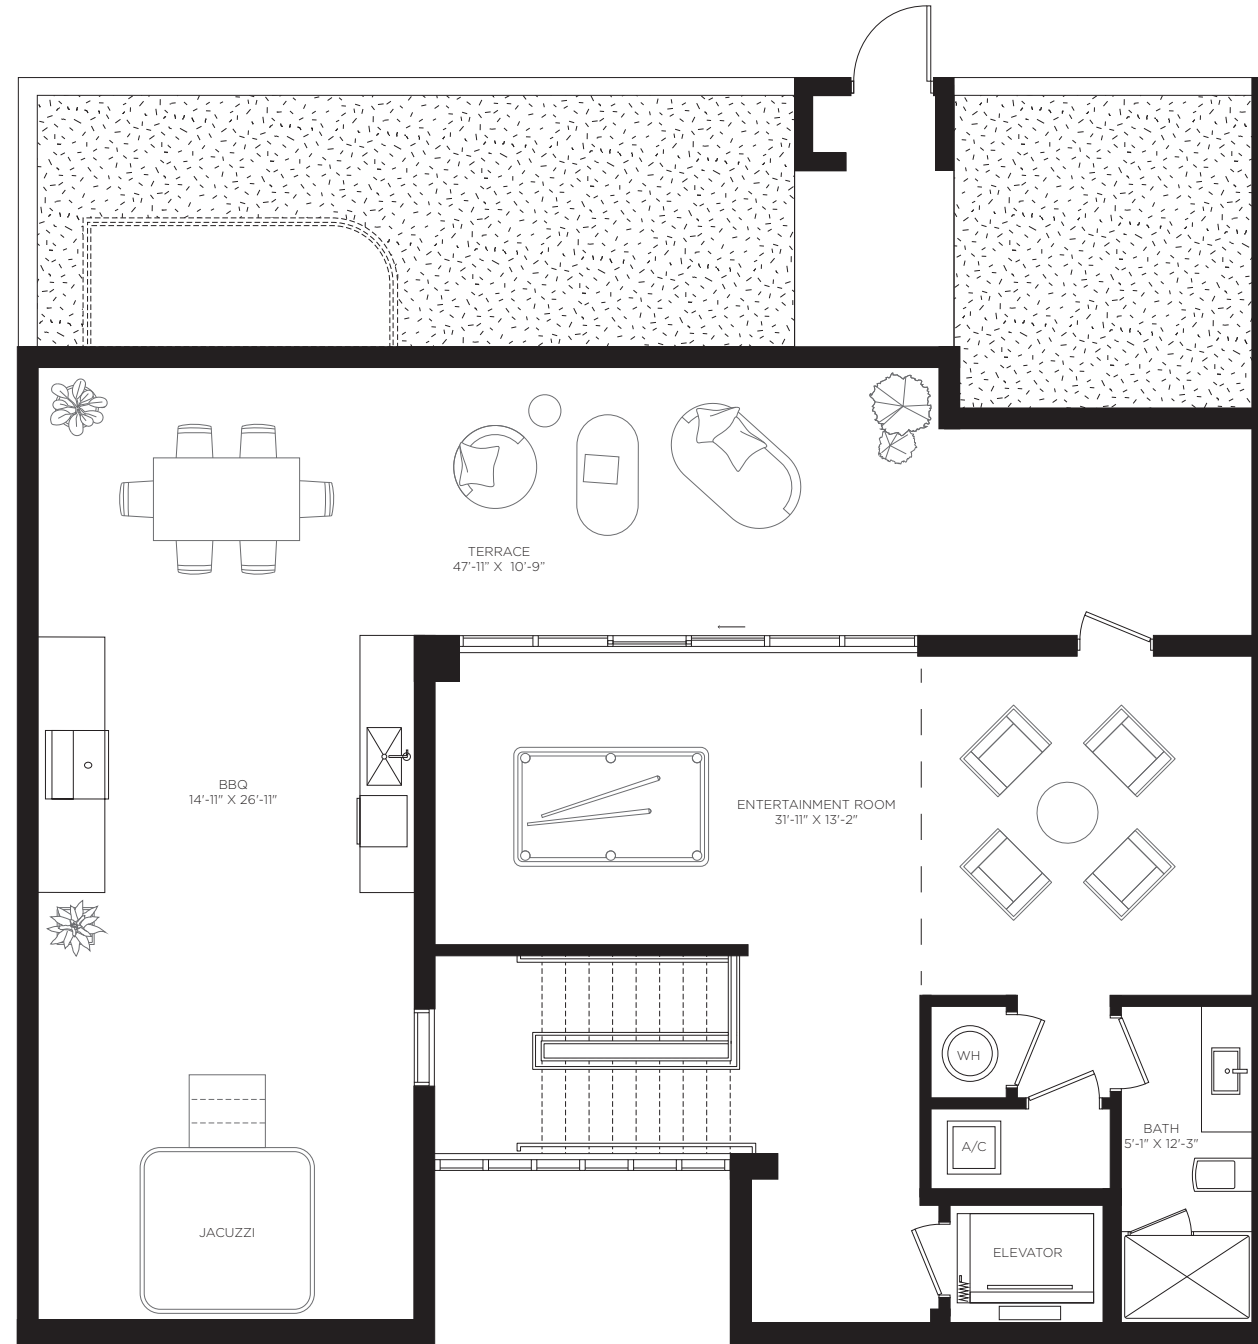 TERRACE
47'-11" X 10'-9"
BBQ
14'-11" X 26'-11"
ENTERTAINMENT ROOM
31'-11" X 13'-2"
WH
A/C
BATH
5'-1" X 12'-3"
JACUZZI
ELEVATOR